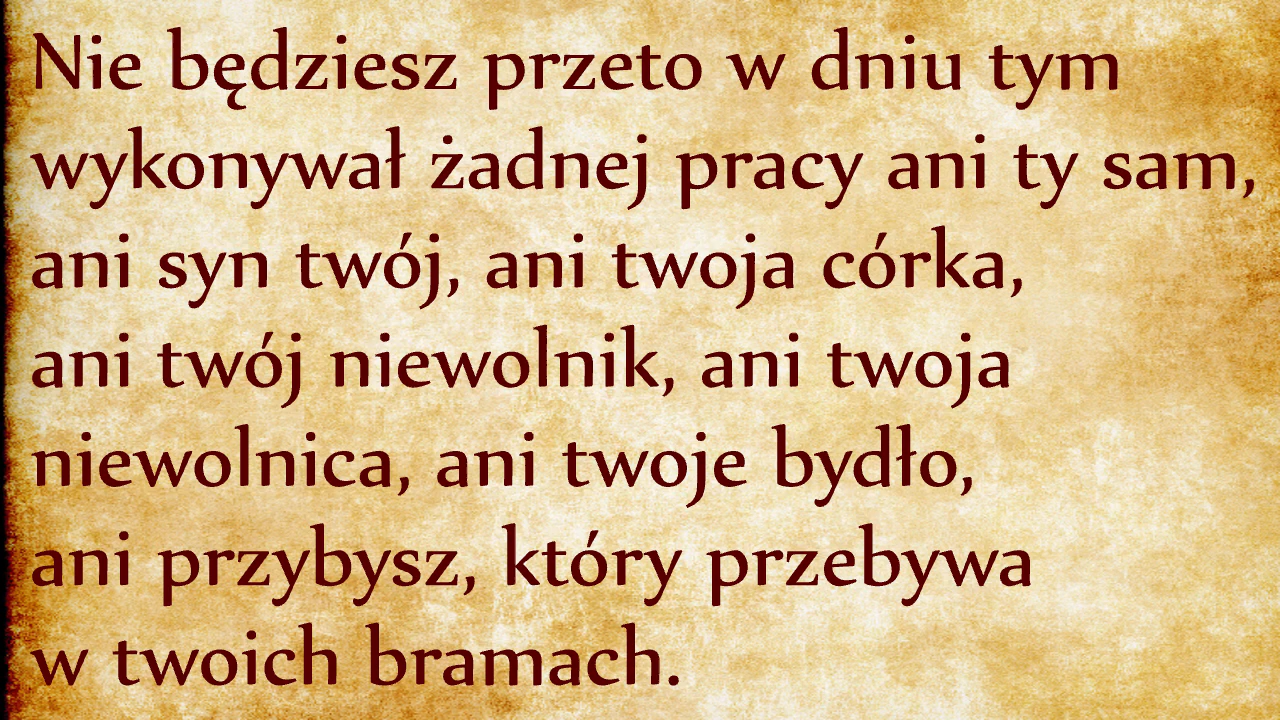 Nie będziesz przeto w dniu tym
wykonywał żadnej pracy ani ty sam,
ani syn twój, ani twoja córka,
ani twój niewolnik, ani twoja
niewolnica, ani twoje bydło,
ani przybysz, który przebywa
w twoich bramach.